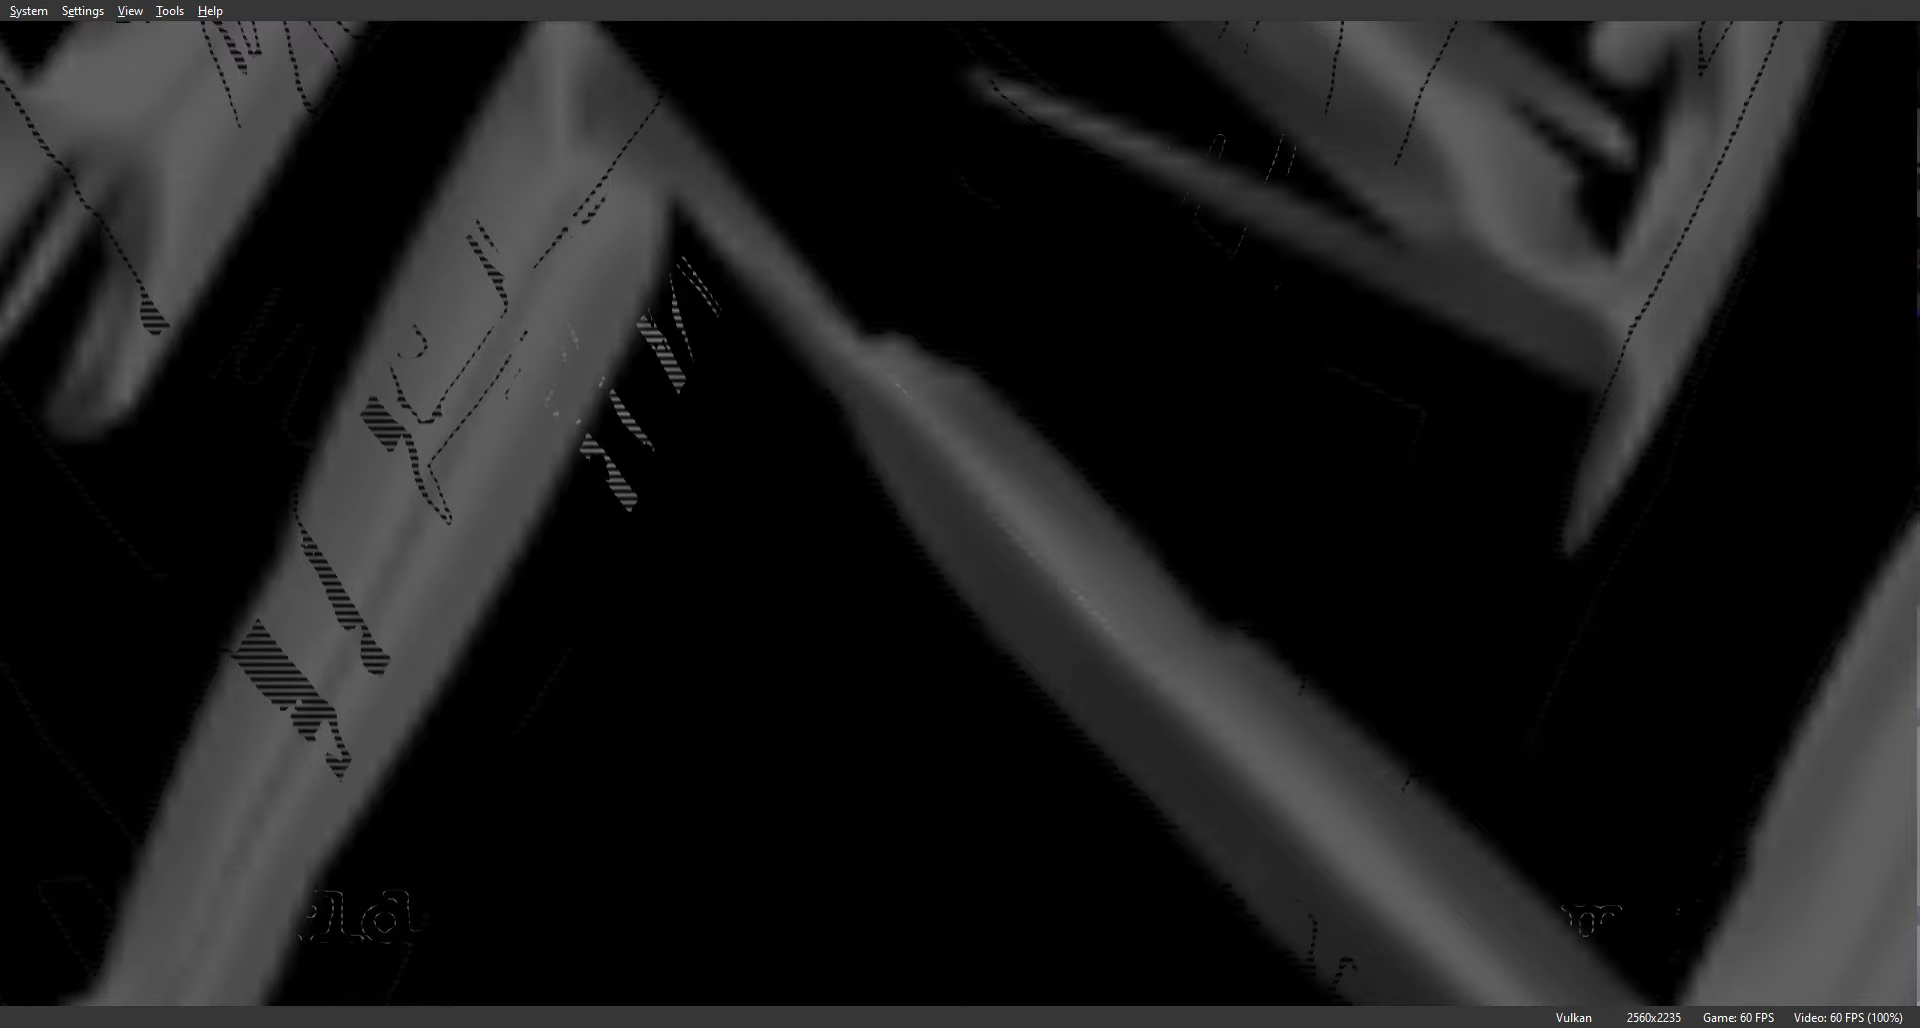 System Settings View Tools Help
Vulkan 2560x2235 Game: 60 FPS Video: 60 FPS (100%)